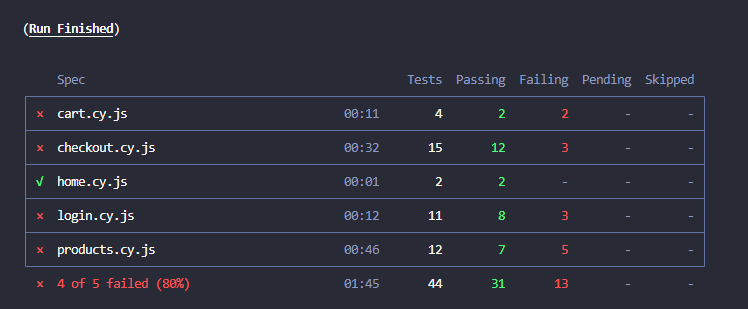 (Run Finished)
Spec Tests Passing Failing Pending Skipped
× cart.cy.js 00:11 4 2 2 - -
× checkout.cy.js 00:32 15 12 3 - -
√ home.cy.js 00:01 2 2 - - -
× login.cy.js 00:12 11 8 3 - -
× products.cy.js 00:46 12 7 5 - -
× 4 of 5 failed (80%) 01:45 44 31 13 - -